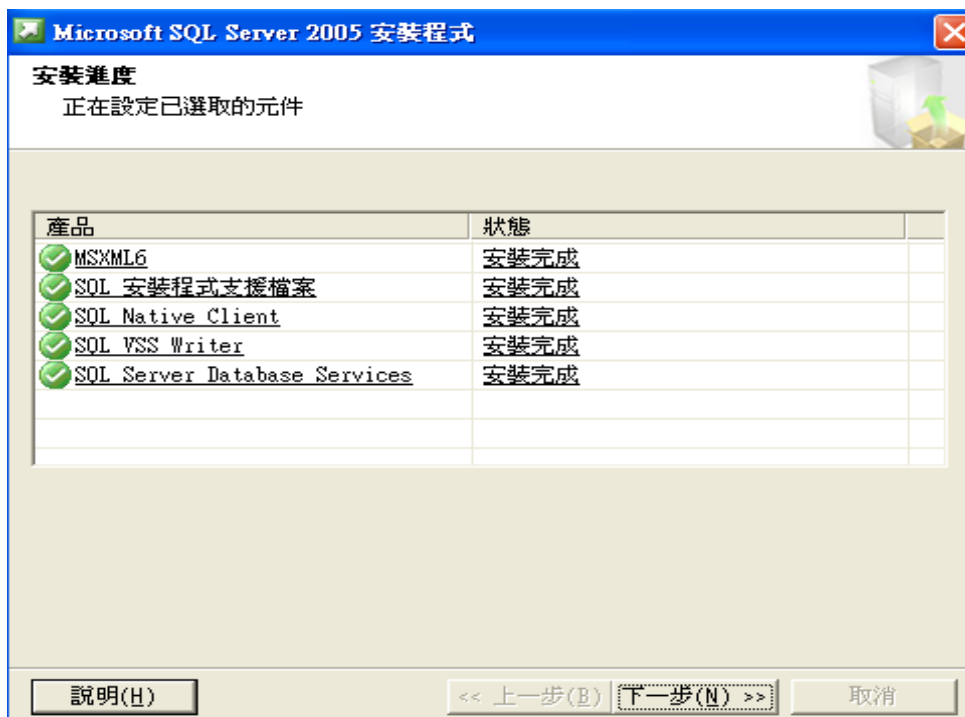 Microsoft SQL Server 2005 安裝程式
安裝進度
正在設定已選取的元件
產品 狀態
MSXML6 安裝完成
SQL 安裝程式支援檔案 安裝完成
SQL Native Client 安裝完成
SQL VSS Writer 安裝完成
SQL Server Database Services 安裝完成
說明(H) << 上一步(B) 下一步(N) >> 取消